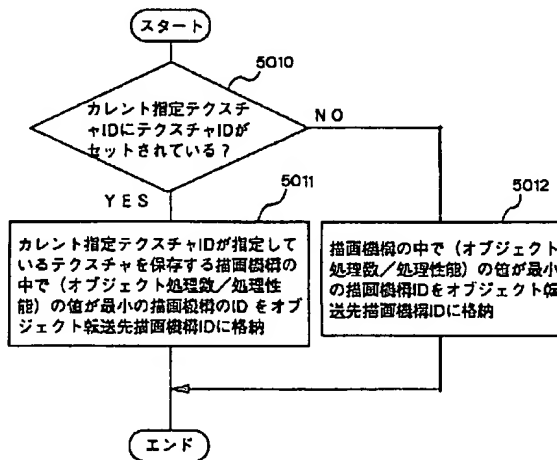 スタート
5010
カレント指定テクスチ
ャIDにテクスチャIDが
セットされている？
NO
YES
5011
カレント指定テクスチャIDが指定して
いるテクスチャを保存する描画機構の
中で（オブジェクト処理数／処理性
能）の値が最小の描画機構のID をオブ
ジェクト転送先描画機構IDに格納
5012
描画機構の中で（オブジェクト
処理数／処理性能）の値が最小
の描画機構IDをオブジェクト転
送先描画機構IDに格納
エンド